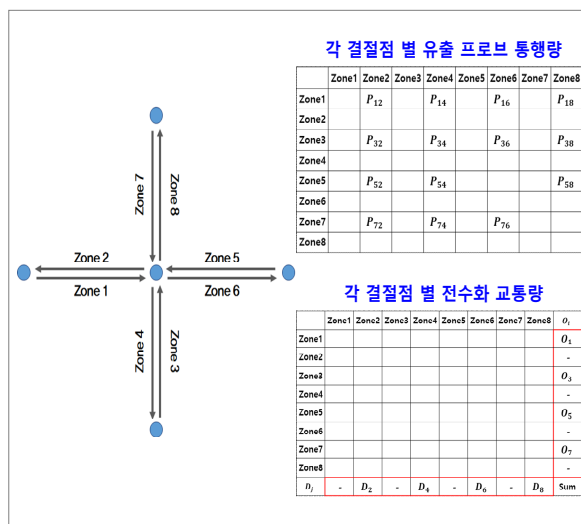 각 결절점 별 유출 프로브 통행량
Zone1 Zone2 Zone3 Zone4 Zone5 Zone6 Zone7 Zone8
Zone1 P12 P14 P16 P18
Zone2
Zone3 P32 P34 P36 P38
Zone4
Zone5 P52 P54 P58
Zone6
Zone7 P72 P74 P76
Zone8
Zone 7
Zone 8
Zone 2
Zone 5
Zone 1
Zone 6
Zone 4
Zone 3
각 결절점 별 전수화 교통량
Zone1 Zone2 Zone3 Zone4 Zone5 Zone6 Zone7 Zone8 Oi
Zone1 O1
Zone2 -
Zone3 O3
Zone4 -
Zone5 O5
Zone6 -
Zone7 O7
Zone8 -
Dj - D2 - D4 - D6 - D8 Sum